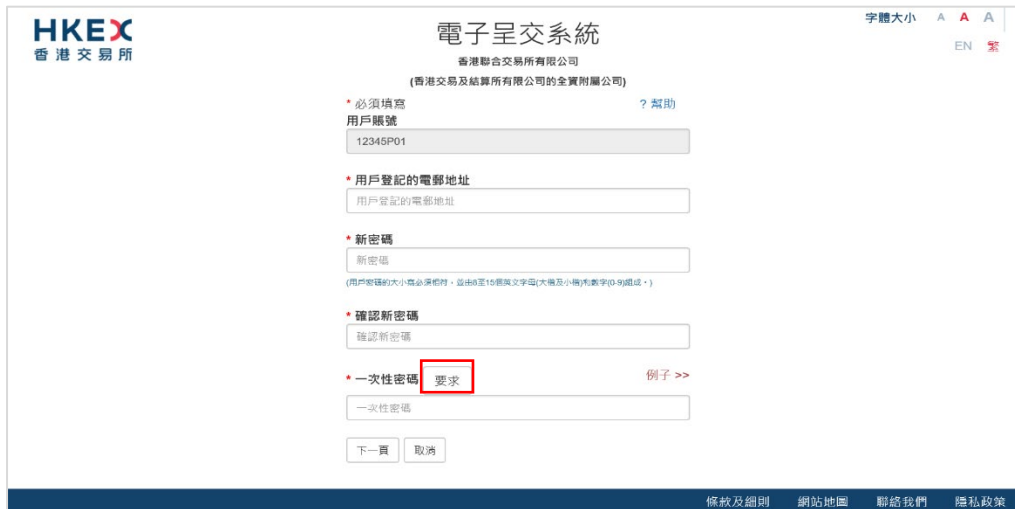 HKEX
香港交易所
字體大小 A A A
EN 繁
電子呈交系統
香港聯合交易所有限公司
(香港交易及結算所有限公司的全資附屬公司)
* 必須填寫 ? 幫助
用戶賬號
12345P01
* 用戶登記的電郵地址
用戶登記的電郵地址
* 新密碼
新密碼
(用戶密碼的大小寫必須相符，並由8至15個英文字母(大楷及小楷)和數字(0-9)組成。)
* 確認新密碼
確認新密碼
* 一次性密碼 要求 例子 >>
一次性密碼
下一頁 取消
條款及細則 網站地圖 聯絡我們 隱私政策